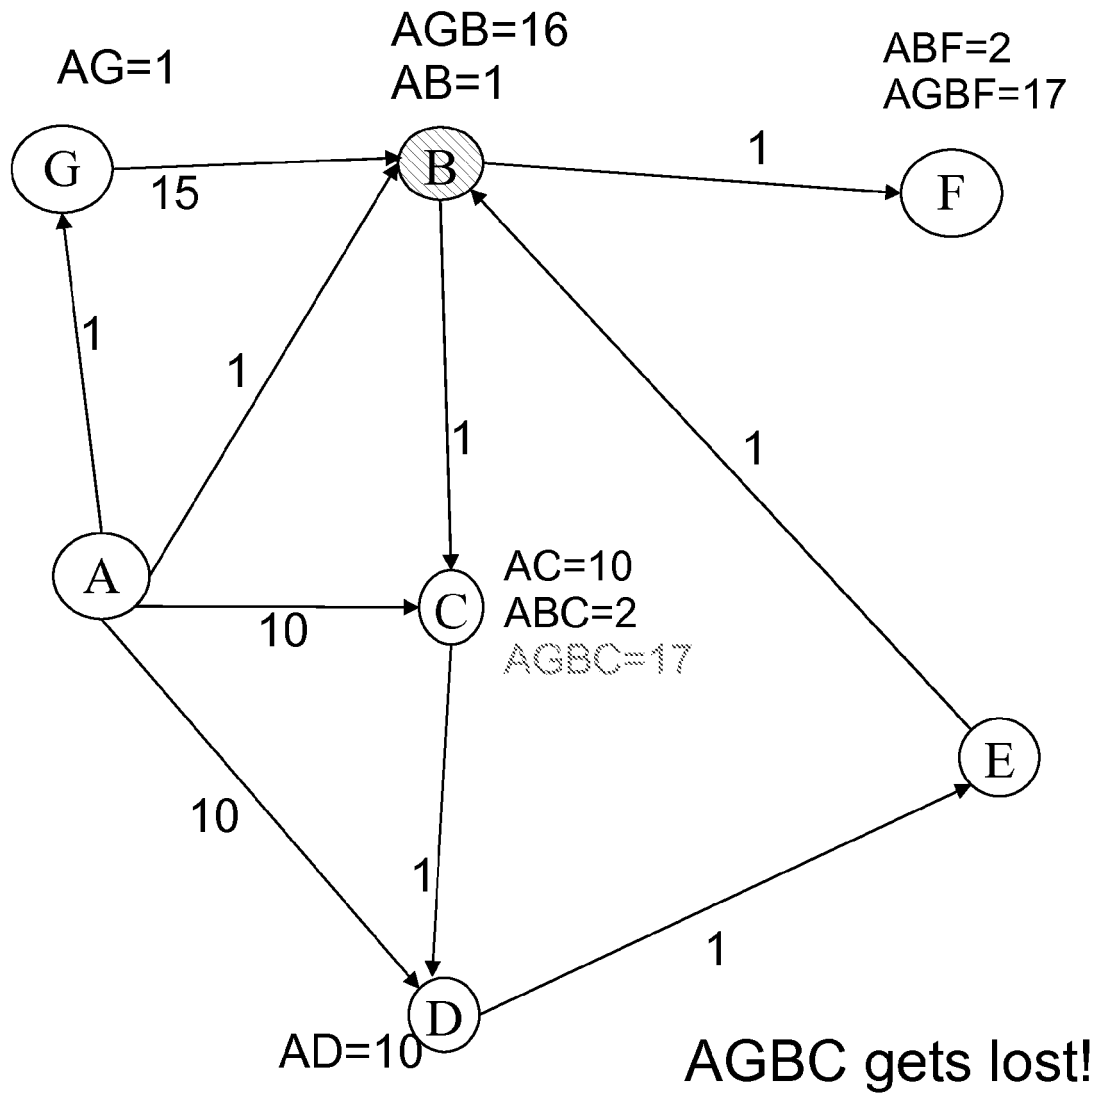 AGB=16
AB=1
AG=1
ABF=2
AGBF=17
G
15
B
1
F
1
1
1
1
A
10
C
AC=10
ABC=2
AGBC=17
10
1
E
1
D
AD=10
AGBC gets lost!